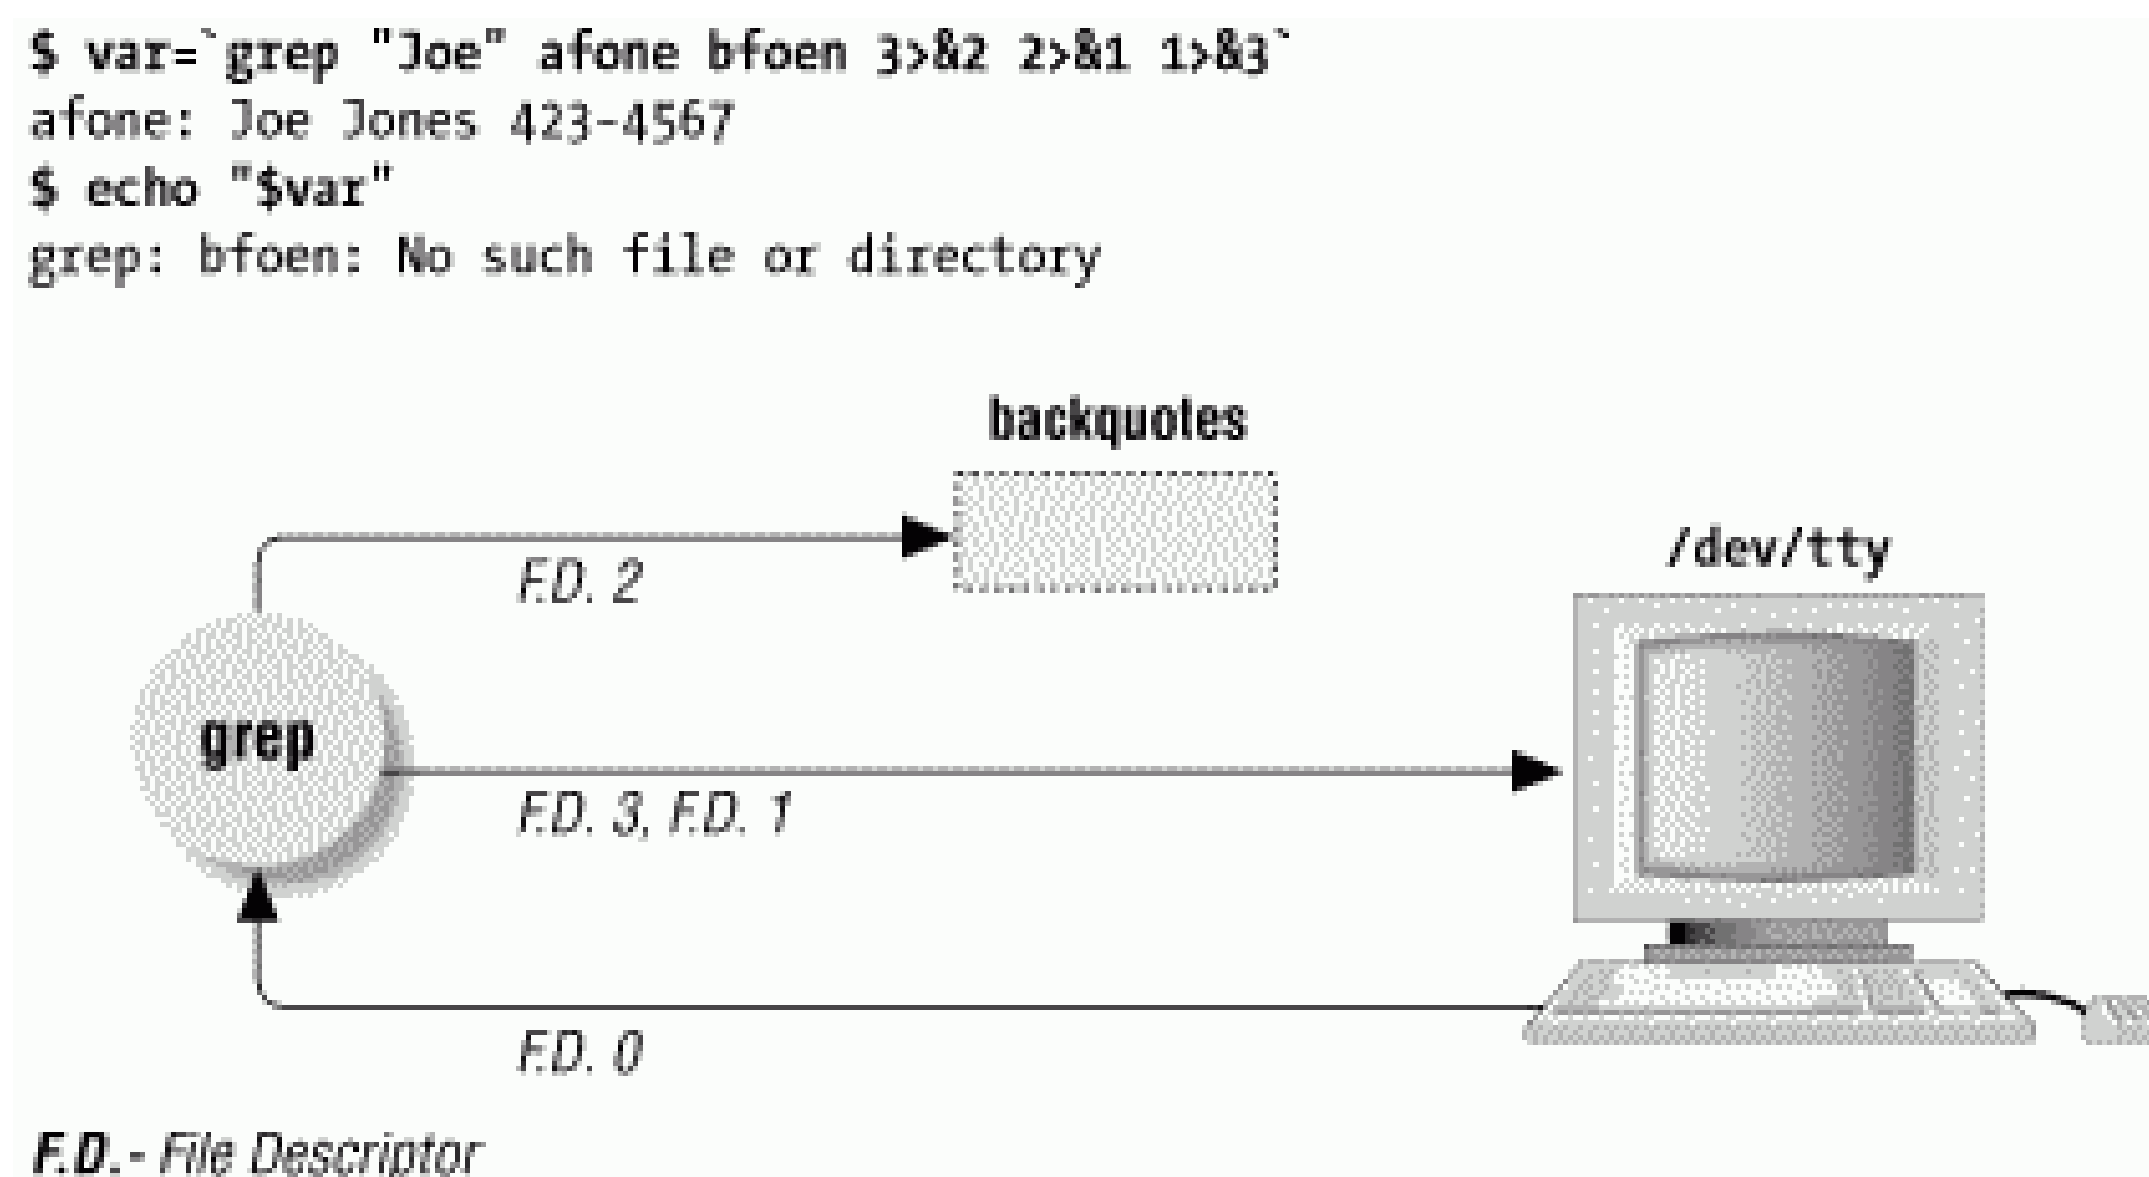 $ var=`grep "Joe" afone bfoen 3>&2 2>&1 1>&3`
afone: Joe Jones 423-4567
$ echo "$var"
grep: bfoen: No such file or directory
backquotes
/dev/tty
F.D. 2
grep
F.D. 3, F.D. 1
F.D. 0
F.D. - File Descriptor